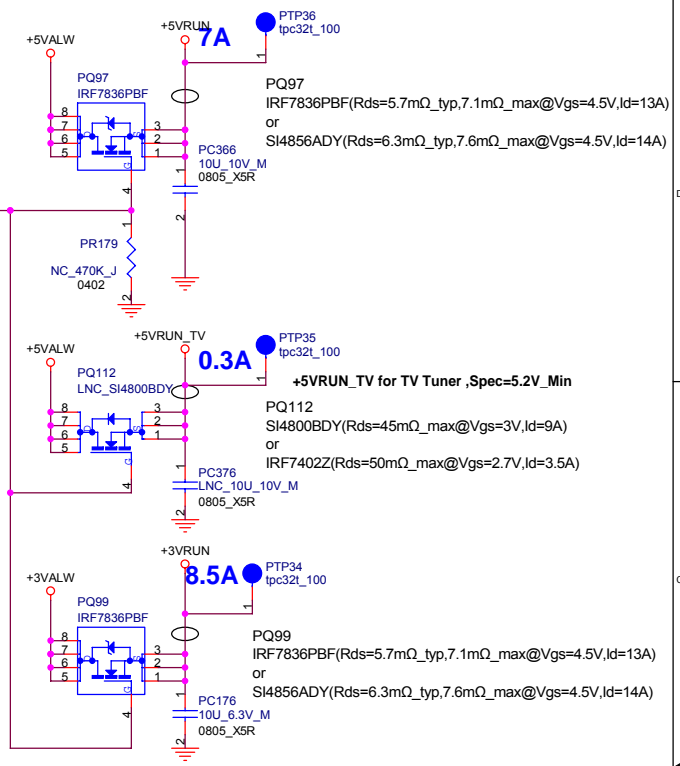 PTP36
tpc32t_100
+5VRUN
7A
1
+5VALW
PQ97
IRF7836PBF
8
7
6
5
D
S
G
3
2
1
4
PQ97
IRF7836PBF(Rds=5.7mΩ_typ,7.1mΩ_max@Vgs=4.5V,Id=13A)
or
SI4856ADY(Rds=6.3mΩ_typ,7.6mΩ_max@Vgs=4.5V,Id=14A)
PC366
10U_10V_M
0805_X5R
1
2
1
PR179
NC_470K_J
0402
2
D
PTP35
tpc32t_100
+5VRUN_TV
0.3A
1
+5VALW
PQ112
LNC_SI4800BDY
8
7
6
5
D
S
G
3
2
1
4
+5VRUN_TV for TV Tuner ,Spec=5.2V_Min
PQ112
SI4800BDY(Rds=45mΩ_max@Vgs=3V,Id=9A)
or
IRF7402Z(Rds=50mΩ_max@Vgs=2.7V,Id=3.5A)
1
PC376
LNC_10U_10V_M
0805_X5R
2
+3VRUN
8.5A
PTP34
tpc32t_100
1
C
+3VALW
PQ99
IRF7836PBF
8
7
6
5
D
S
G
3
2
1
4
PQ99
IRF7836PBF(Rds=5.7mΩ_typ,7.1mΩ_max@Vgs=4.5V,Id=13A)
or
SI4856ADY(Rds=6.3mΩ_typ,7.6mΩ_max@Vgs=4.5V,Id=14A)
1
PC176
10U_6.3V_M
0805_X5R
2